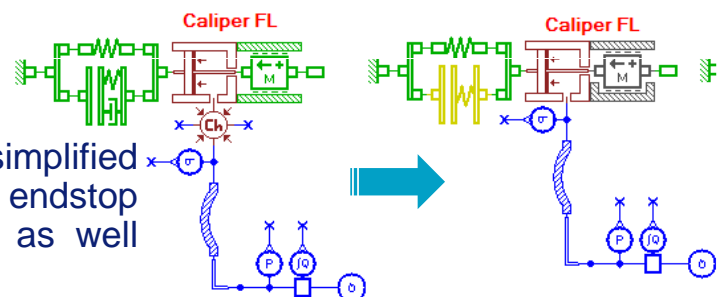 Caliper FL
Caliper FL
M
M
Ch
simplified
σ
endstop
as well
σ
P
∫Q
P
∫Q